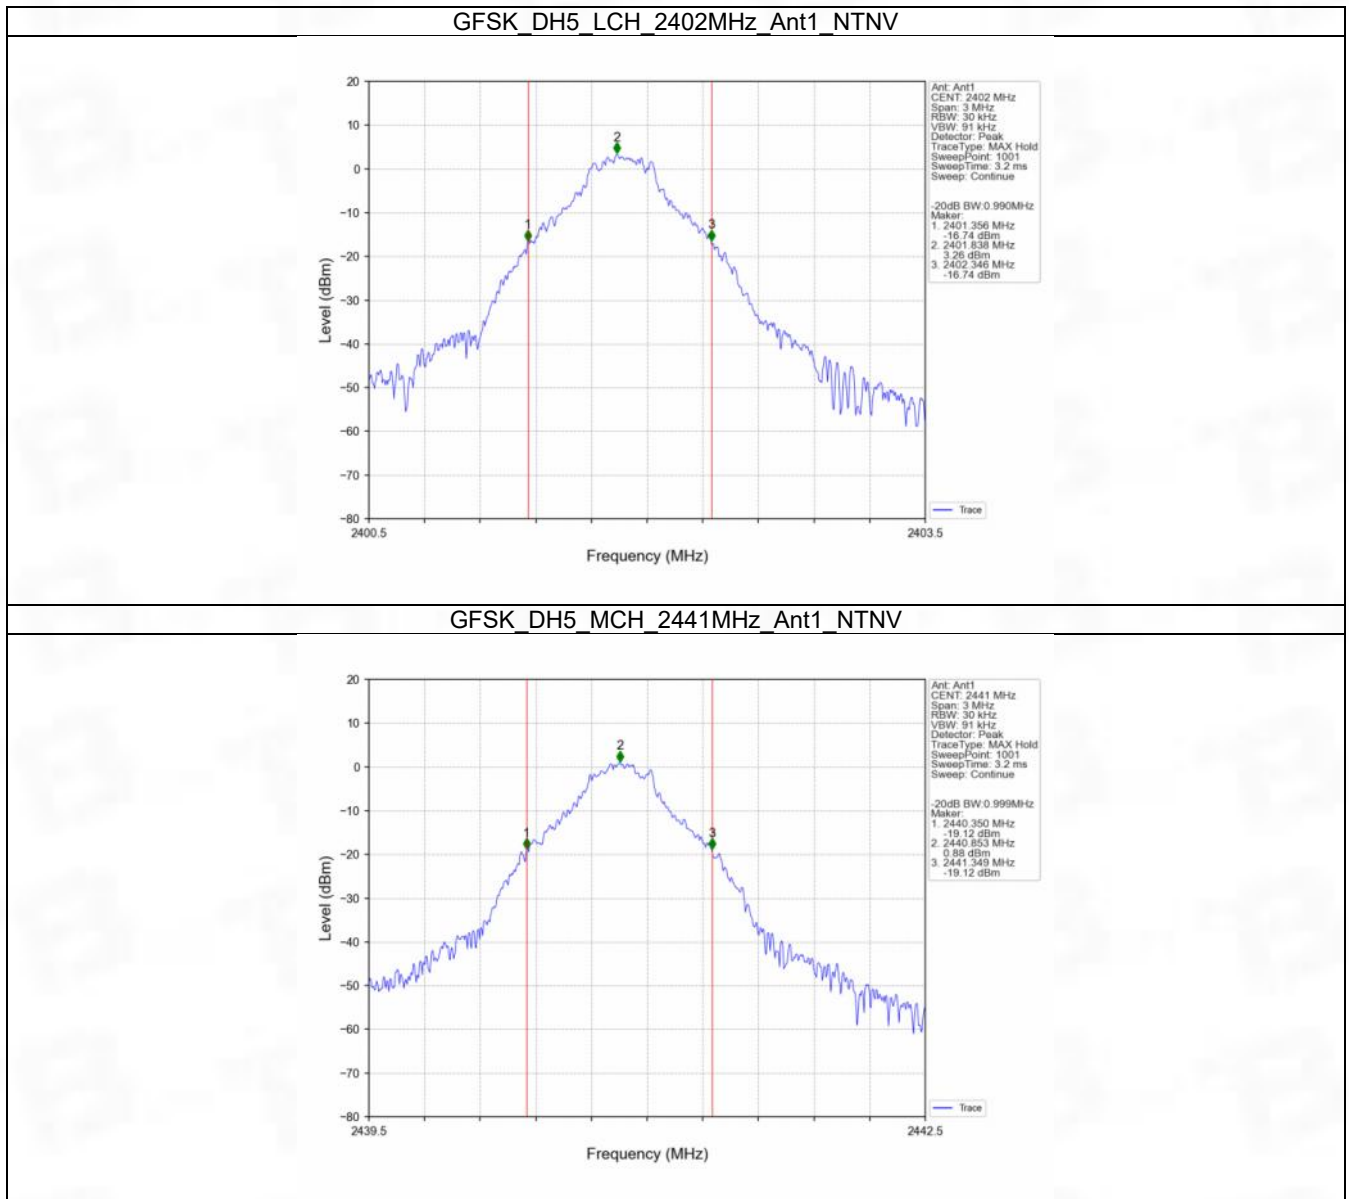 GFSK_DH5_LCH_2402MHz_Ant1_NTNV
20
10
0
−10
−20
−30
−40
−50
−60
−70
−80
Level (dBm)
1
2
3
2400.5
2403.5
Frequency (MHz)
Ant: Ant1
CENT: 2402 MHz
Span: 3 MHz
RBW: 30 kHz
VBW: 91 kHz
Detector: Peak
TraceType: MAX Hold
SweepPoint: 1001
SweepTime: 3.2 ms
Sweep: Continue
-20dB BW:0.990MHz
Maker:
1. 2401.356 MHz
-16.74 dBm
2. 2401.838 MHz
3.26 dBm
3. 2402.346 MHz
-16.74 dBm
Trace
GFSK_DH5_MCH_2441MHz_Ant1_NTNV
20
10
0
−10
−20
−30
−40
−50
−60
−70
−80
Level (dBm)
1
2
3
2439.5
2442.5
Frequency (MHz)
Ant: Ant1
CENT: 2441 MHz
Span: 3 MHz
RBW: 30 kHz
VBW: 91 kHz
Detector: Peak
TraceType: MAX Hold
SweepPoint: 1001
SweepTime: 3.2 ms
Sweep: Continue
-20dB BW:0.999MHz
Maker:
1. 2440.350 MHz
-19.12 dBm
2. 2440.853 MHz
0.88 dBm
3. 2441.349 MHz
-19.12 dBm
Trace